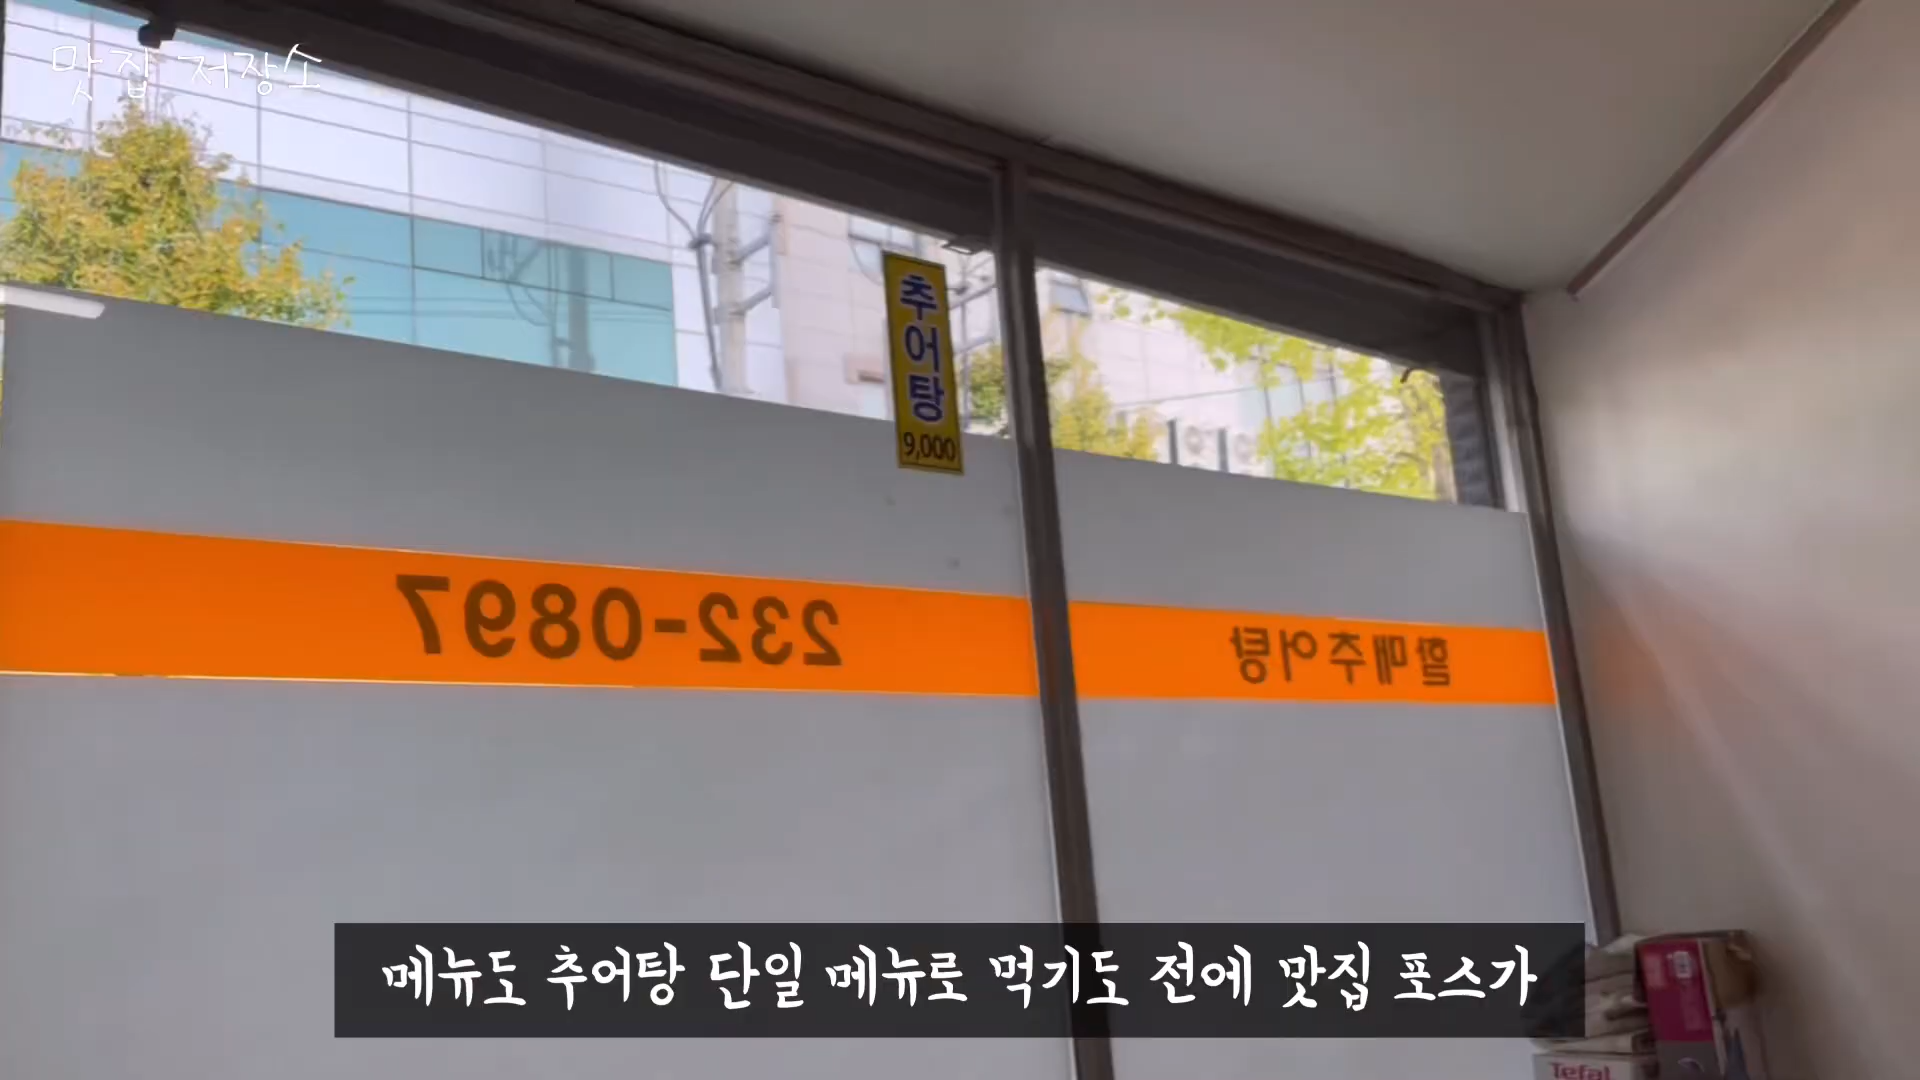 맛집 저장소
추어탕
9,000
232-0897
할매추어탕
메뉴도 추어탕 단일 메뉴로 먹기도 전에 맛집 포스가
Tefal